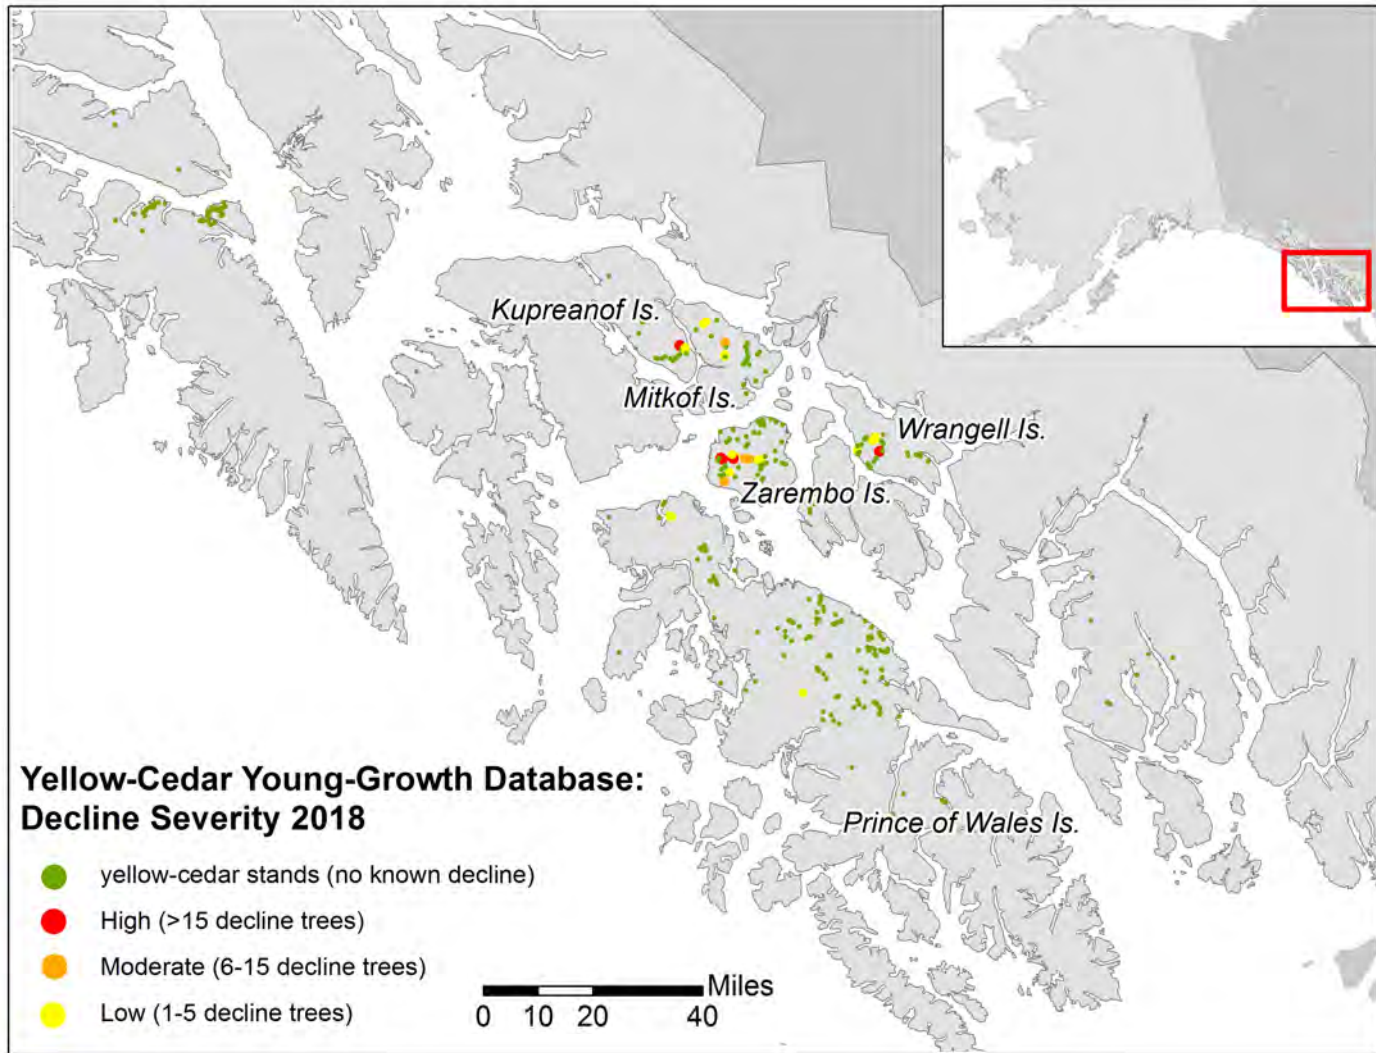 Kupreanof Is.
Mitkof Is.
Wrangell Is.
Zarembo Is.
Prince of Wales Is.
Yellow-Cedar Young-Growth Database:
Decline Severity 2018
yellow-cedar stands (no known decline)
High (>15 decline trees)
Moderate (6-15 decline trees)
Low (1-5 decline trees)
Miles
0 10 20 40